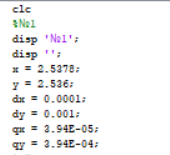 clc
%№1
disp '№1';
disp '';
x = 2.5378;
y = 2.536;
dx = 0.0001;
dy = 0.001;
qx = 3.94E-05;
qy = 3.94E-04;